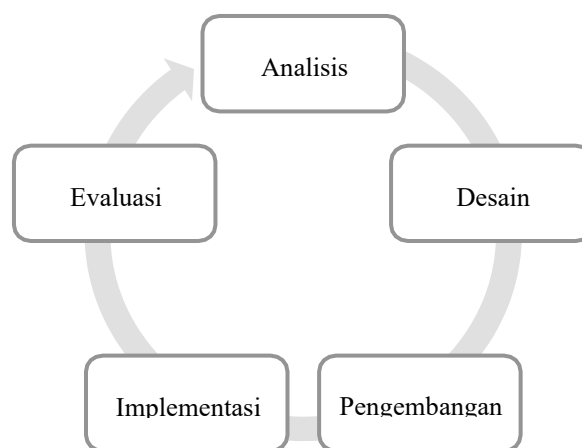 Analisis
Desain
Pengembangan
Implementasi
Evaluasi